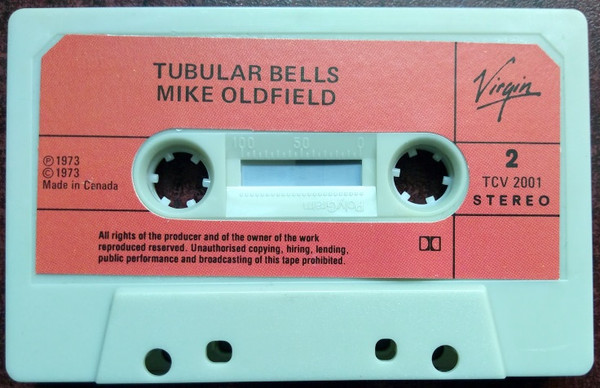 TUBULAR BELLS
MIKE OLDFIELD
Virgin
100 50 0
℗ 1973
© 1973
Made in Canada
2
TCV 2001
STEREO
PolyGram
All rights of the producer and of the owner of the work
reproduced reserved. Unauthorised copying, hiring, lending,
public performance and broadcasting of this tape prohibited.